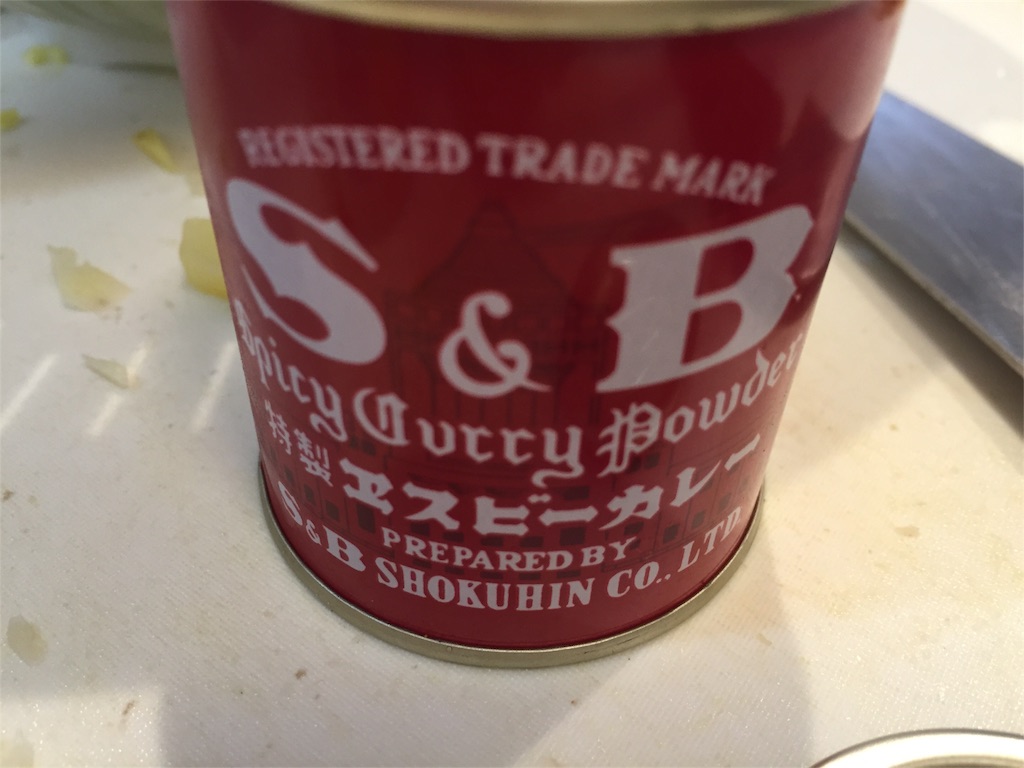 REGISTERED TRADE MARK
S & B
Spicy Curry Powder
特製 ヱスビーカレー
PREPARED BY
S&B SHOKUHIN CO., LTD.